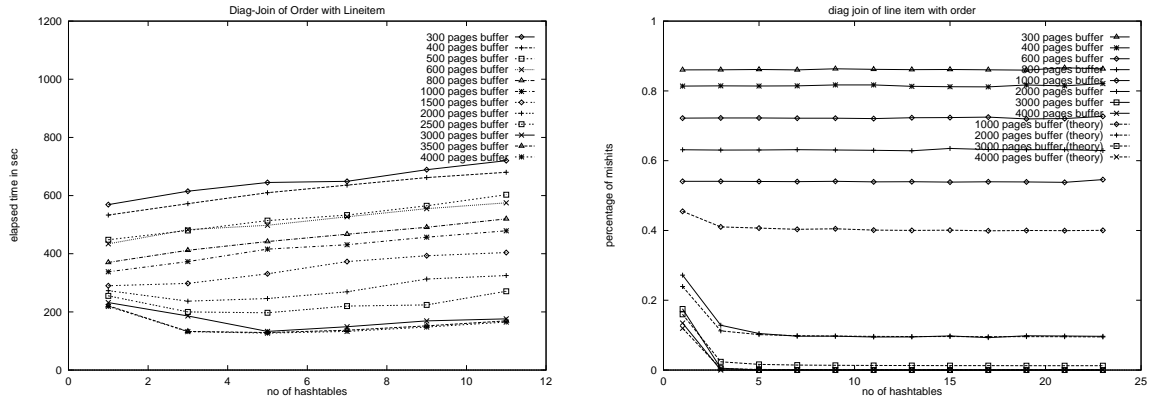 Diag-Join of Order with Lineitem
1200
1000
800
600
400
200
0
elapsed time in sec
300 pages buffer
400 pages buffer
500 pages buffer
600 pages buffer
800 pages buffer
1000 pages buffer
1500 pages buffer
2000 pages buffer
2500 pages buffer
3000 pages buffer
3500 pages buffer
4000 pages buffer
0 2 4 6 8 10 12
no of hashtables
diag join of line item with order
1
0.8
0.6
0.4
0.2
0
percentage of mishits
300 pages buffer
400 pages buffer
600 pages buffer
800 pages buffer
1000 pages buffer
2000 pages buffer
3000 pages buffer
4000 pages buffer
1000 pages buffer (theory)
2000 pages buffer (theory)
3000 pages buffer (theory)
4000 pages buffer (theory)
0 5 10 15 20 25
no of hashtables